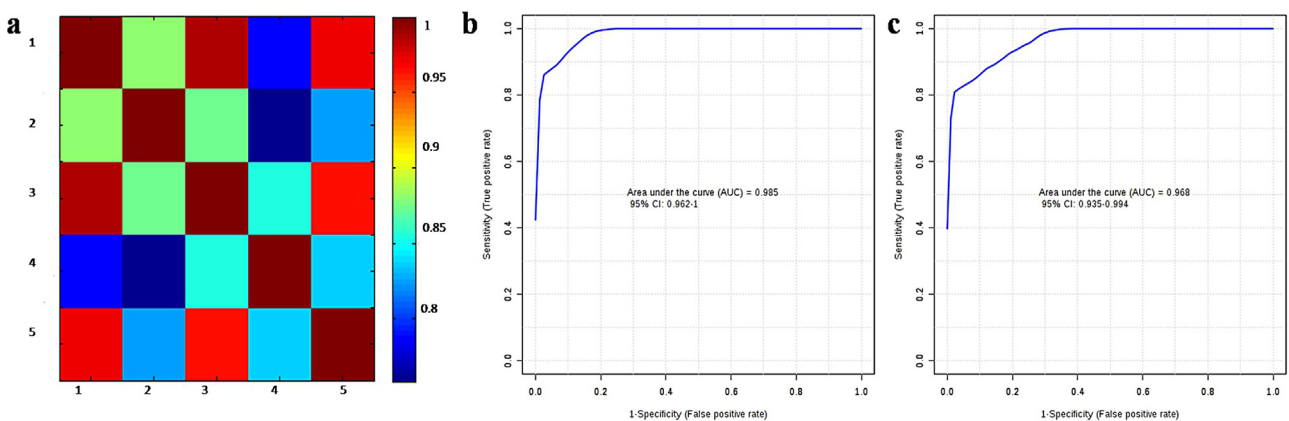 a
1
2
3
4
5
1 2 3 4 5
1
0.95
0.9
0.85
0.8
b
Sensitivity (True positive rate)
1.0
0.8
0.6
0.4
0.2
0.0
Area under the curve (AUC) = 0.985
95% CI: 0.962-1
0.0 0.2 0.4 0.6 0.8 1.0
1-Specificity (False positive rate)
c
Sensitivity (True positive rate)
1.0
0.8
0.6
0.4
0.2
0.0
Area under the curve (AUC) = 0.968
95% CI: 0.935-0.994
0.0 0.2 0.4 0.6 0.8 1.0
1-Specificity (False positive rate)